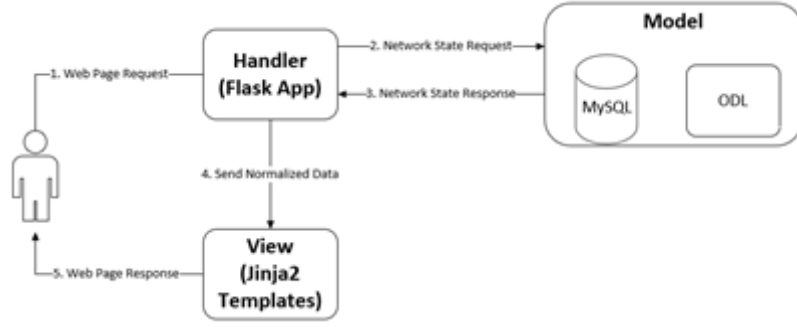 Model
Handler
(Flask App)
2. Network State Request
1. Web Page Request
3. Network State Response
MySQL
ODL
4. Send Normalized Data
View
(Jinja2
Templates)
5. Web Page Response